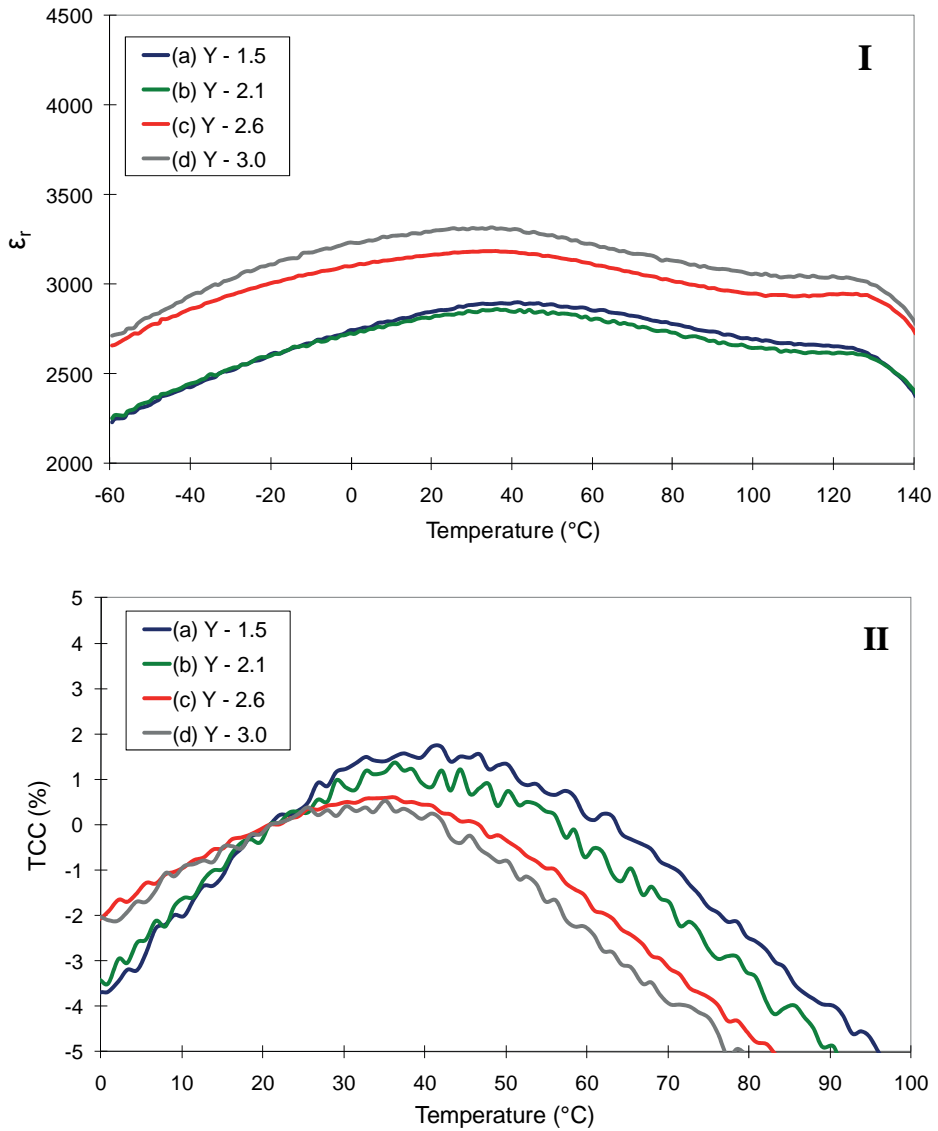 I
(a) Y - 1.5
(b) Y - 2.1
(c) Y - 2.6
(d) Y - 3.0
4500
4000
3500
3000
2500
2000
εr
-60 -40 -20 0 20 40 60 80 100 120 140
Temperature (°C)
II
(a) Y - 1.5
(b) Y - 2.1
(c) Y - 2.6
(d) Y - 3.0
5
4
3
2
1
0
-1
-2
-3
-4
-5
TCC (%)
0 10 20 30 40 50 60 70 80 90 100
Temperature (°C)